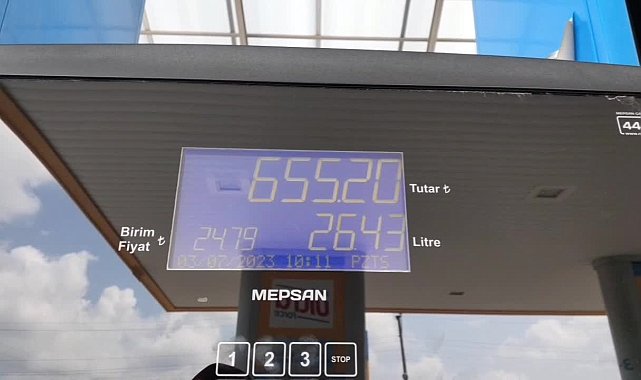 655.20 Tutar ₺
Birim Fiyat ₺ 24.79
26.43 Litre
03/07/2023 10:11 PZTS
MEPSAN
1 2 3 STOP